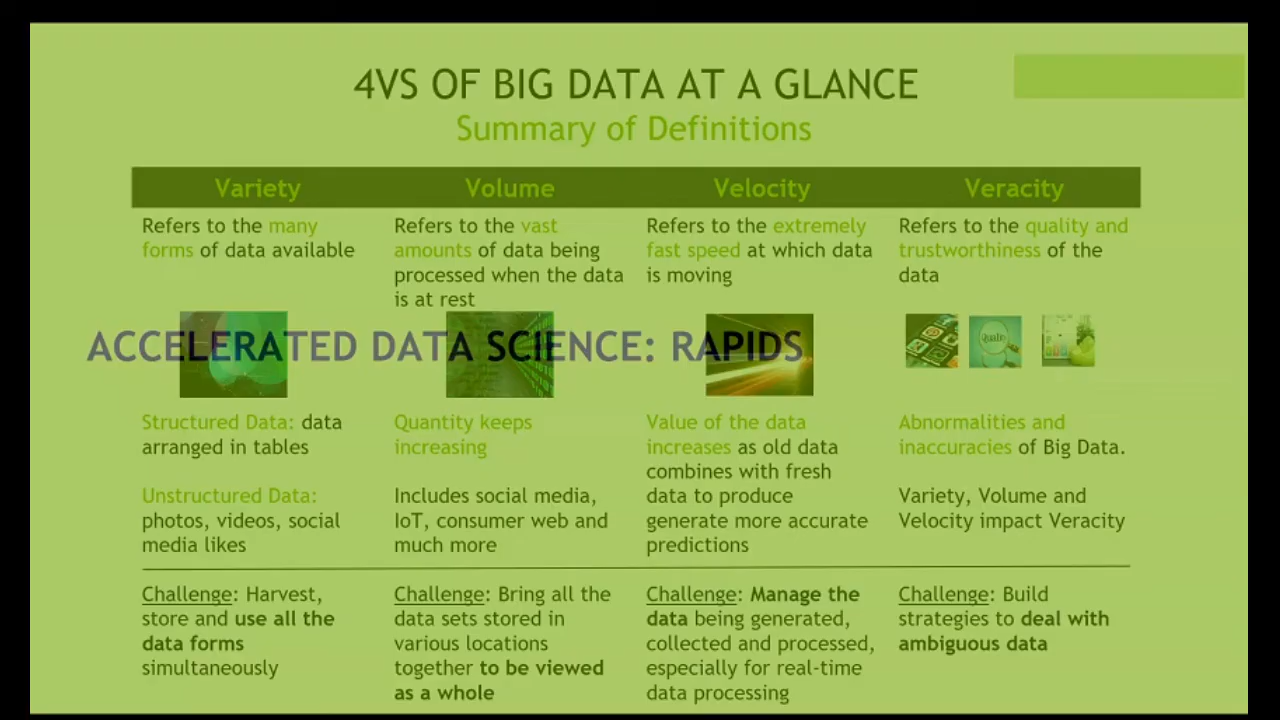 4VS OF BIG DATA AT A GLANCE
Summary of Definitions
Variety
Volume
Velocity
Veracity
Refers to the many
forms of data available
Refers to the vast
amounts of data being
processed when the data
is at rest
Refers to the extremely
fast speed at which data
is moving
Refers to the quality and
trustworthiness of the
data
ACCELERATED DATA SCIENCE: RAPIDS
Structured Data: data
arranged in tables
Unstructured Data:
photos, videos, social
media likes
Quantity keeps
increasing
Includes social media,
IoT, consumer web and
much more
Value of the data
increases as old data
combines with fresh
data to produce
generate more accurate
predictions
Abnormalities and
inaccuracies of Big Data.
Variety, Volume and
Velocity impact Veracity
Challenge: Harvest,
store and use all the
data forms
simultaneously
Challenge: Bring all the
data sets stored in
various locations
together to be viewed
as a whole
Challenge: Manage the
data being generated,
collected and processed,
especially for real-time
data processing
Challenge: Build
strategies to deal with
ambiguous data